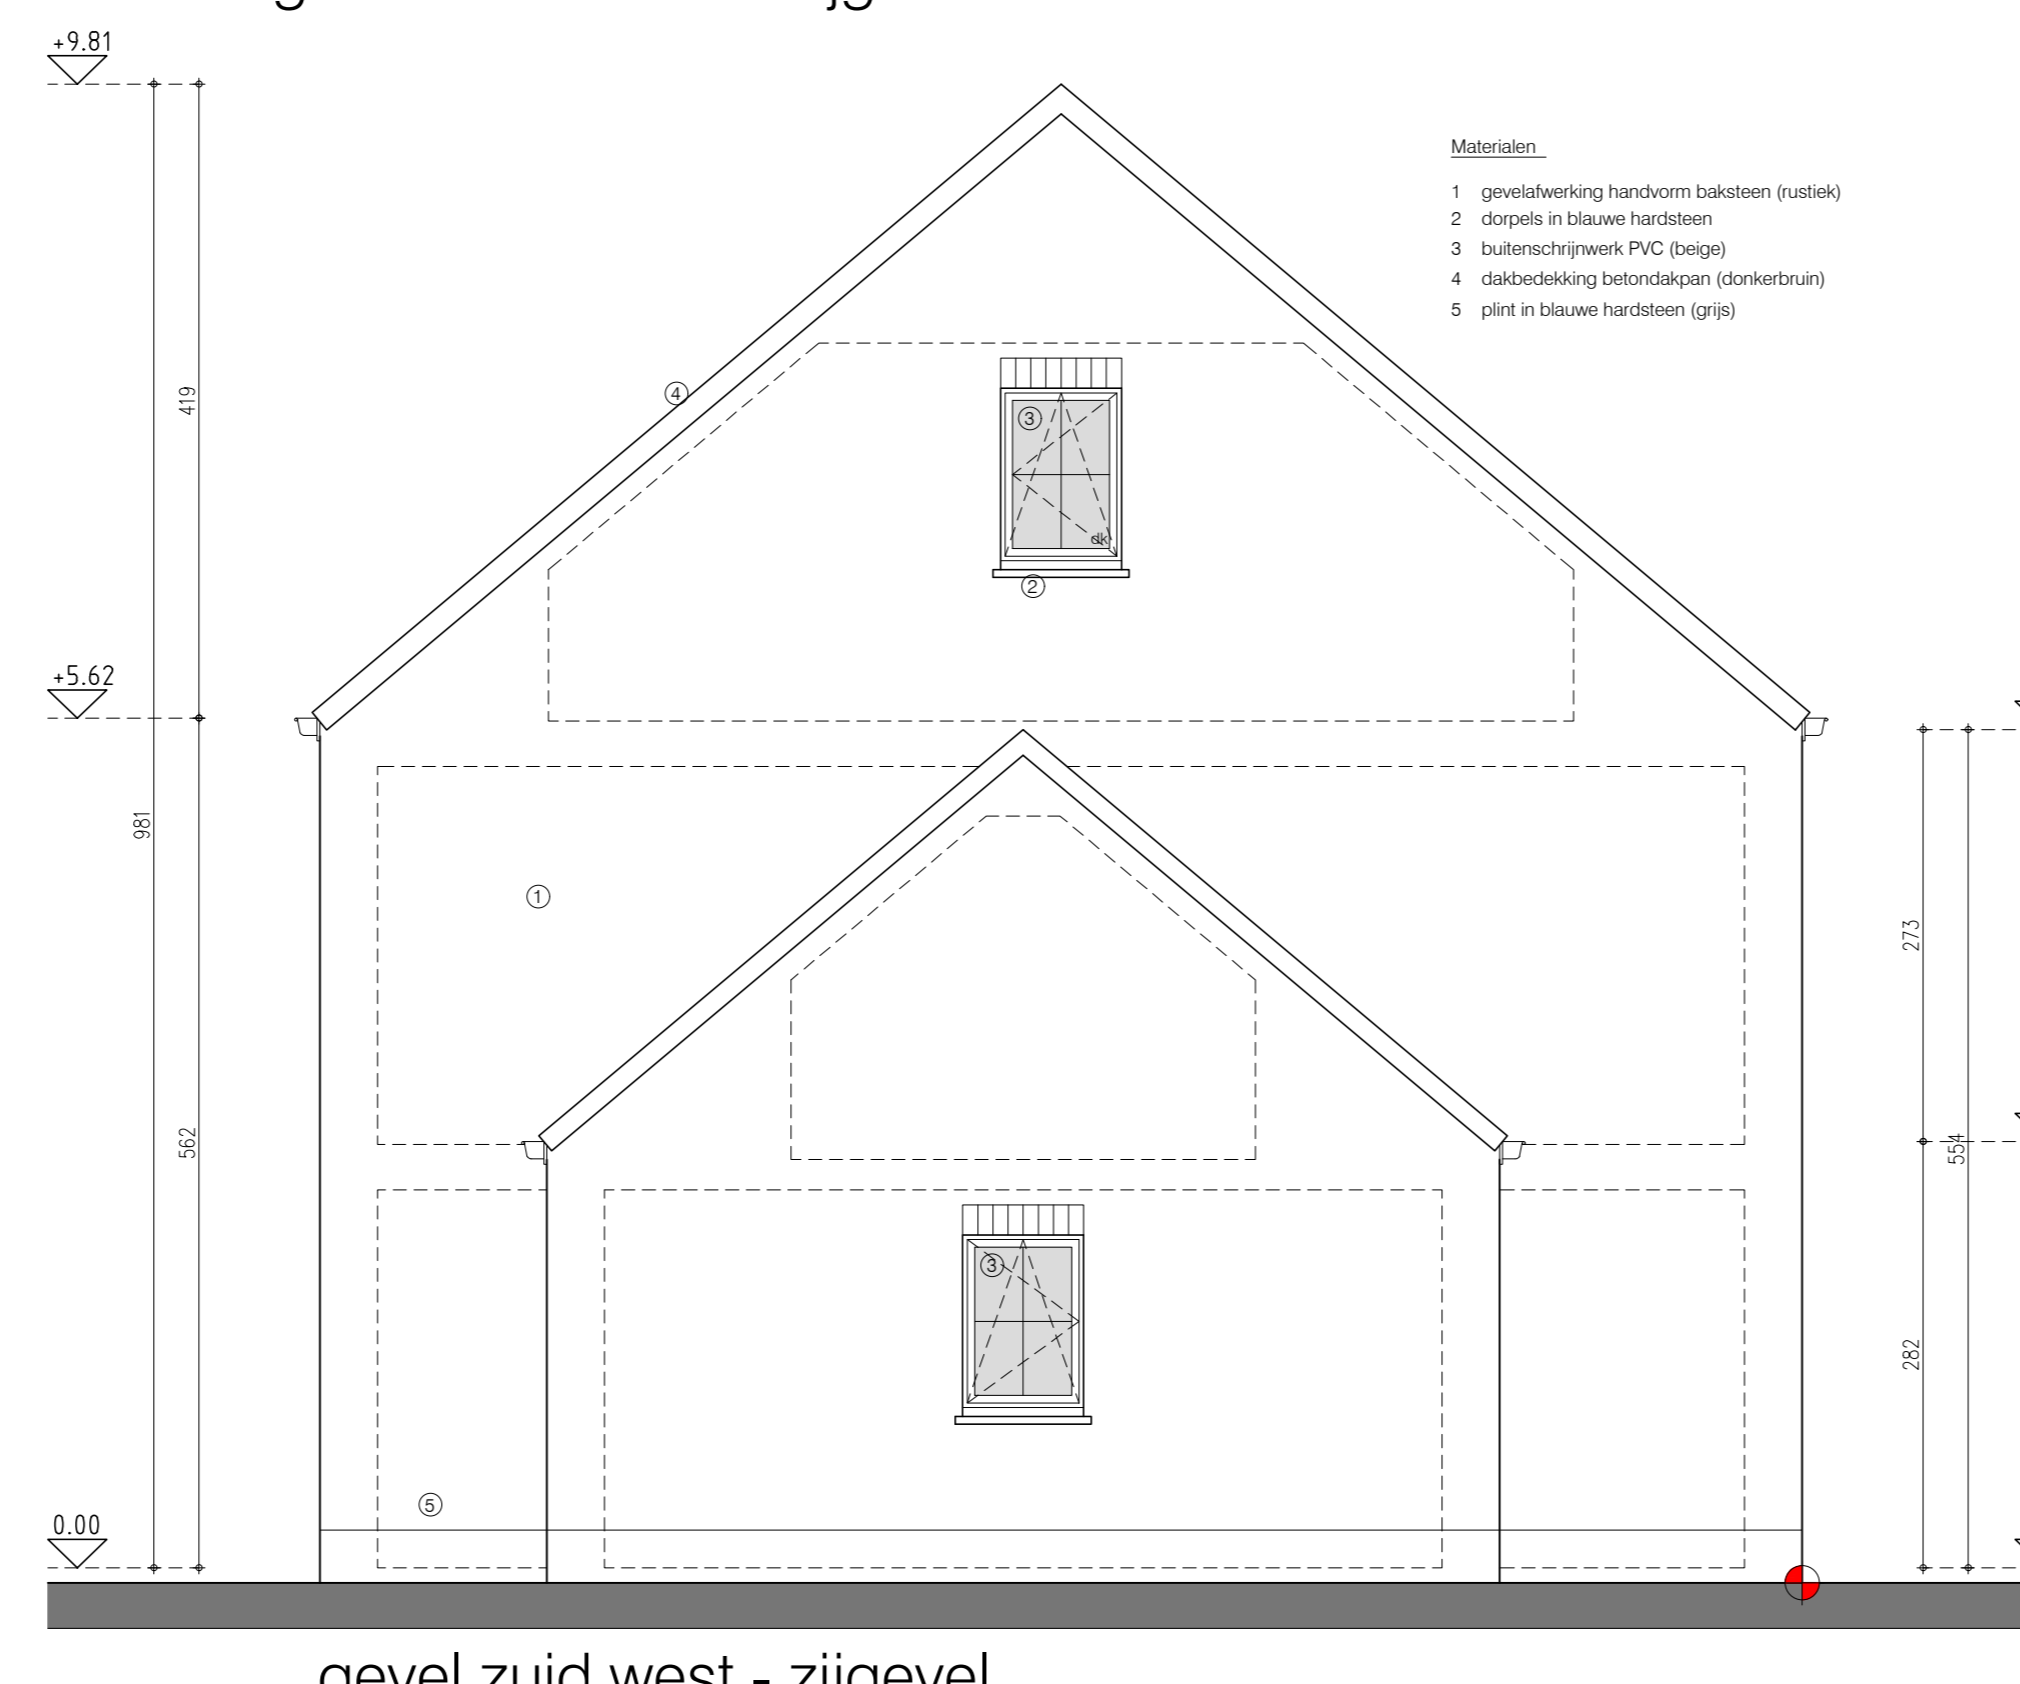 +9.81
Materialen
1 gevelafwerking handvorm baksteen (rustiek)
2 dorpels in blauwe hardsteen
3 buitenschrijnwerk PVC (beige)
4 dakbedekking betondakpan (donkerbruin)
5 plint in blauwe hardsteen (grijs)
419
4
3
dk
2
+5.62
981
1
273
562
554
3
282
5
0.00
gevel zuid west - zijgevel